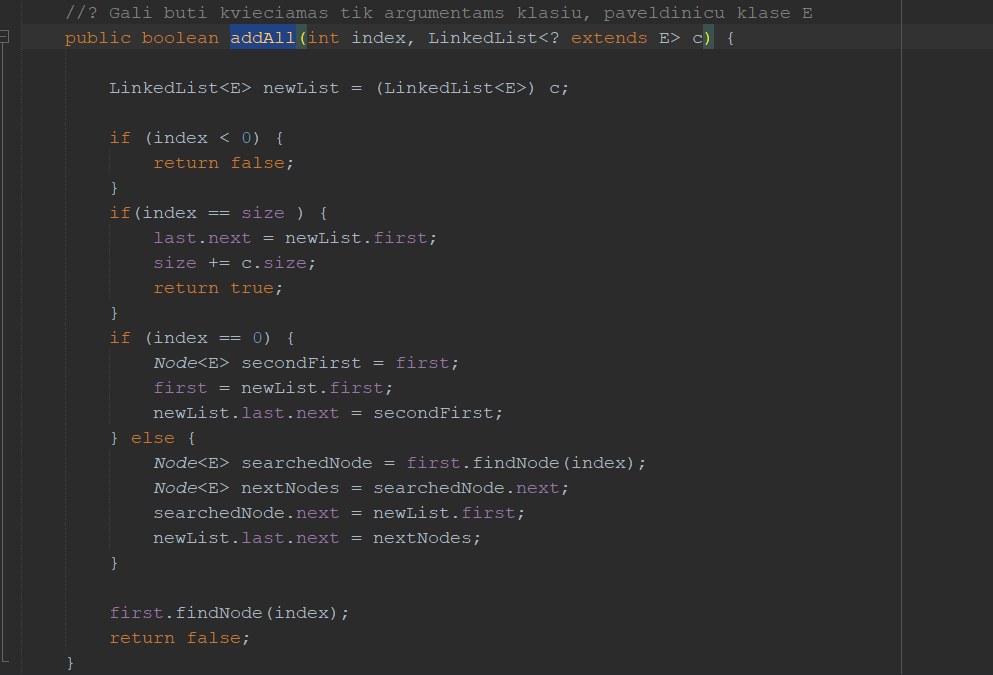 //? Gali buti kvieciamas tik argumentams klasiu, paveldinicu klase E
public boolean addAll(int index, LinkedList<? extends E> c) {
LinkedList<E> newList = (LinkedList<E>) c;
if (index < 0) {
return false;
}
if(index == size ) {
last.next = newList.first;
size += c.size;
return true;
}
if (index == 0) {
Node<E> secondFirst = first;
first = newList.first;
newList.last.next = secondFirst;
} else {
Node<E> searchedNode = first.findNode(index);
Node<E> nextNodes = searchedNode.next;
searchedNode.next = newList.first;
newList.last.next = nextNodes;
}
first.findNode(index);
return false;
}